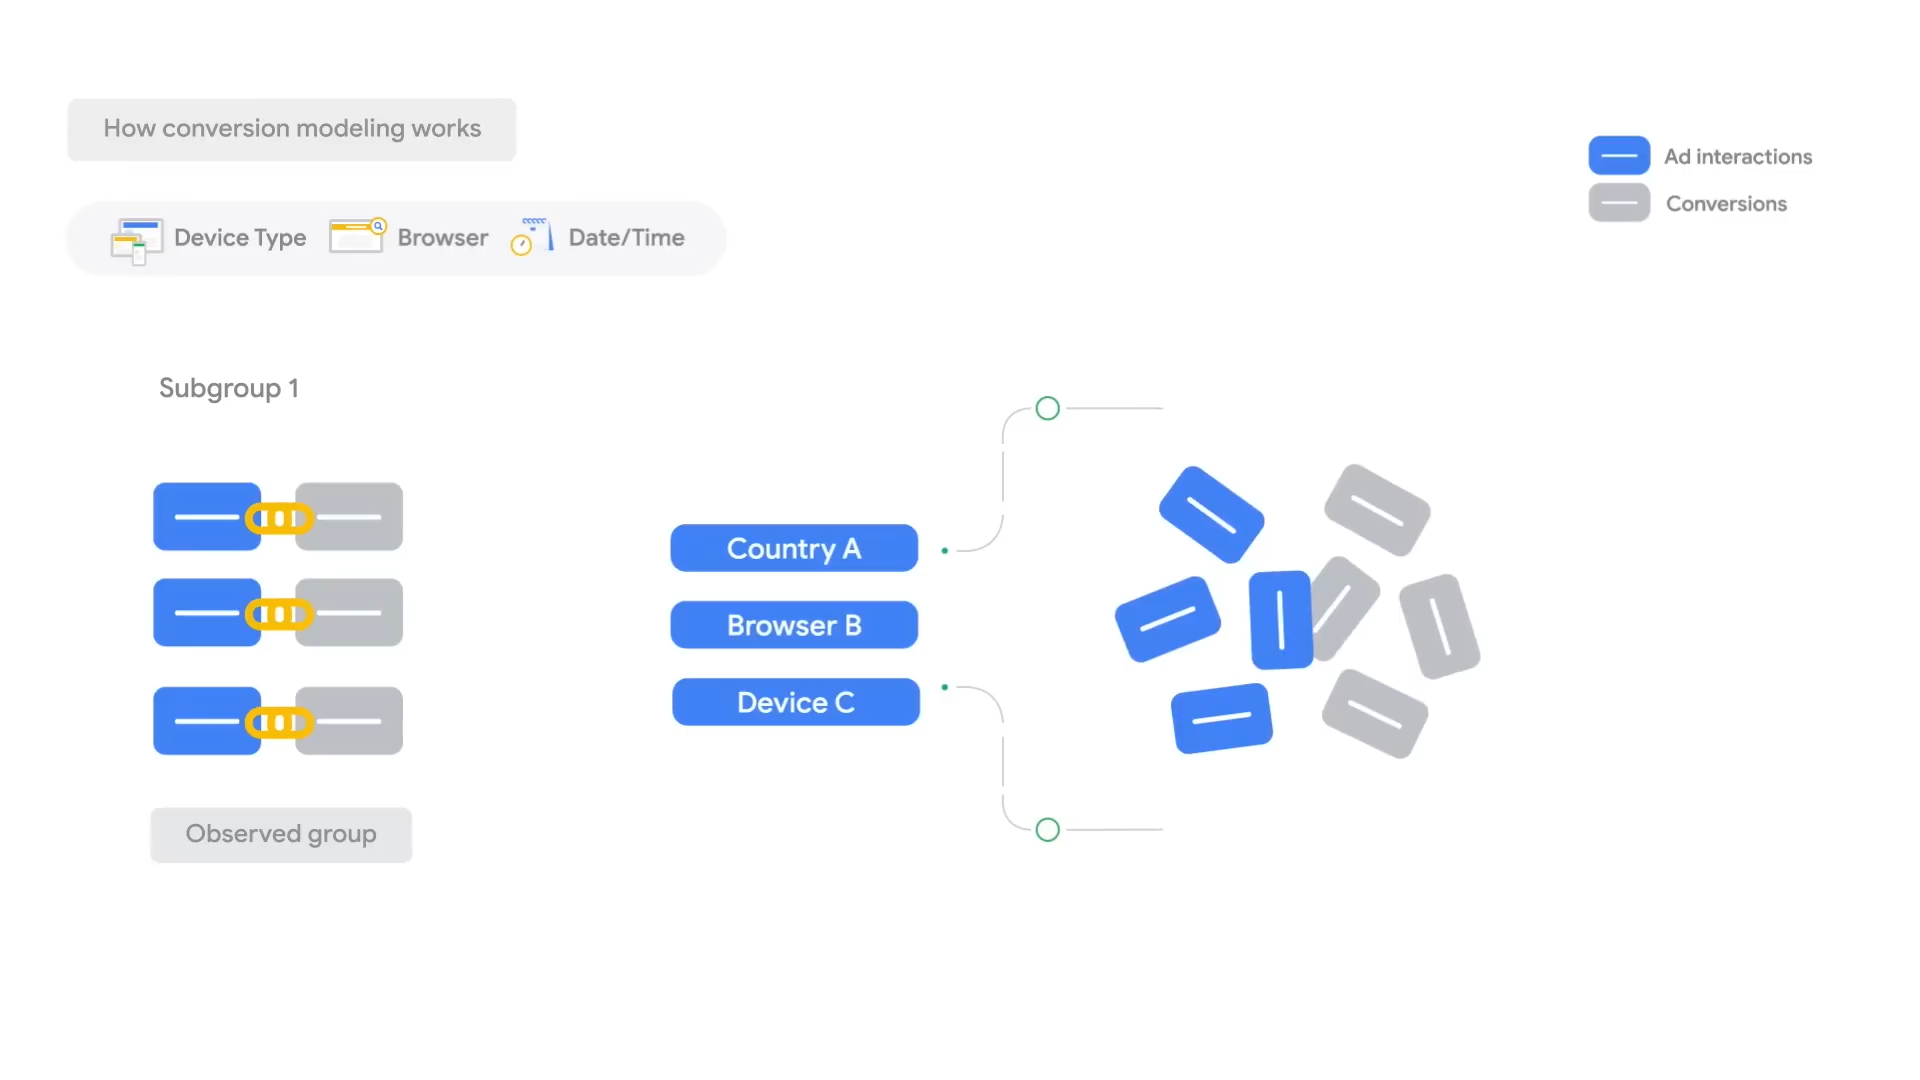 How conversion modeling works
Ad interactions
Conversions
Device Type Browser Date/Time
Subgroup 1
Country A
Browser B
Device C
Observed group